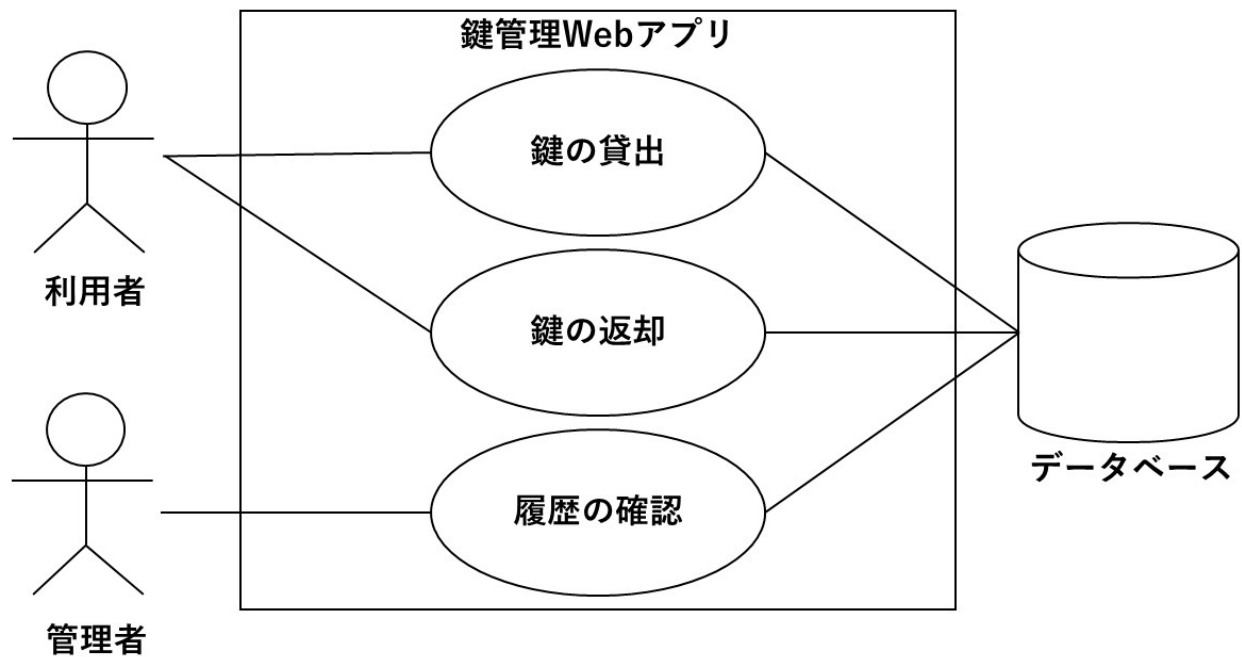 鍵管理Webアプリ
鍵の貸出
利用者
鍵の返却
データベース
履歴の確認
管理者